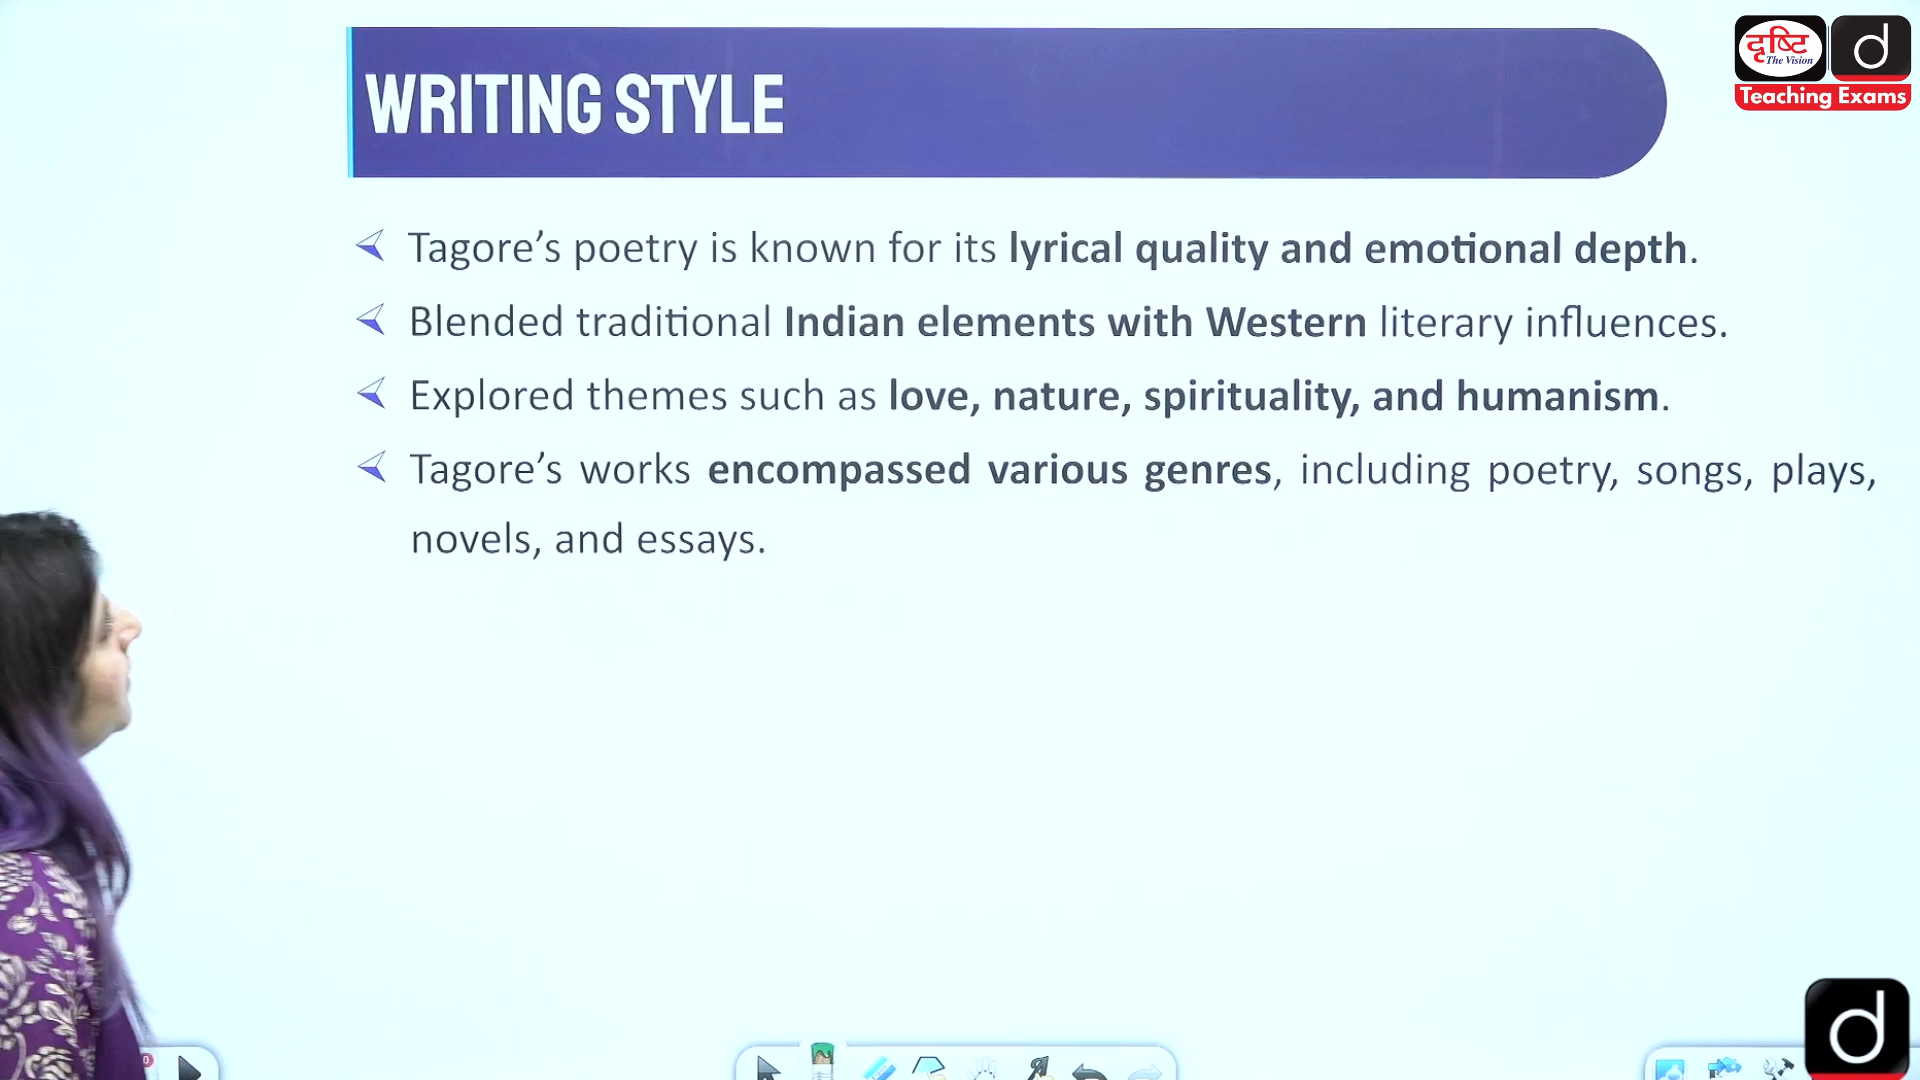 WRITING STYLE
दृष्टि
The Vision
d
Teaching Exams
Tagore’s poetry is known for its lyrical quality and emotional depth.
Blended traditional Indian elements with Western literary influences.
Explored themes such as love, nature, spirituality, and humanism.
Tagore’s works encompassed various genres, including poetry, songs, plays,
novels, and essays.
d